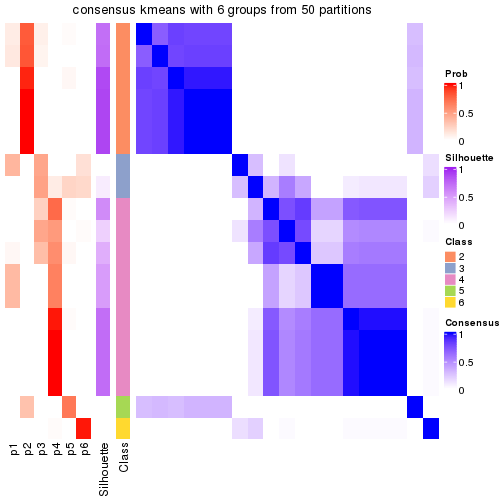 consensus kmeans with 6 groups from 50 partitions
Prob
1
0.5
0
Silhouette
1
0.5
0
Class
2
3
4
5
6
Consensus
1
0.5
0
p1
p2
p3
p4
p5
p6
Silhouette
Class